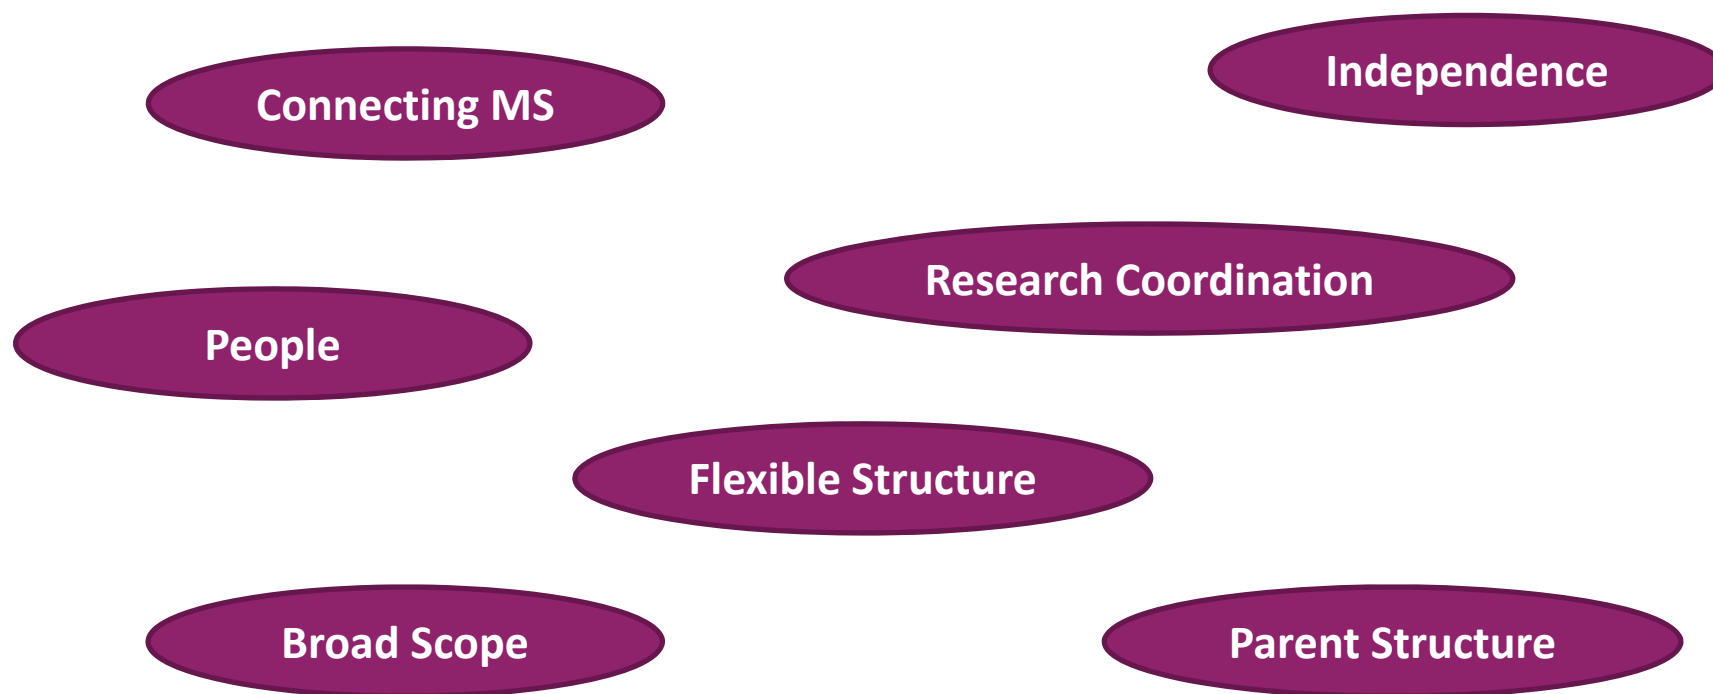 Connecting MS
Independence
Research Coordination
People
Flexible Structure
Broad Scope
Parent Structure